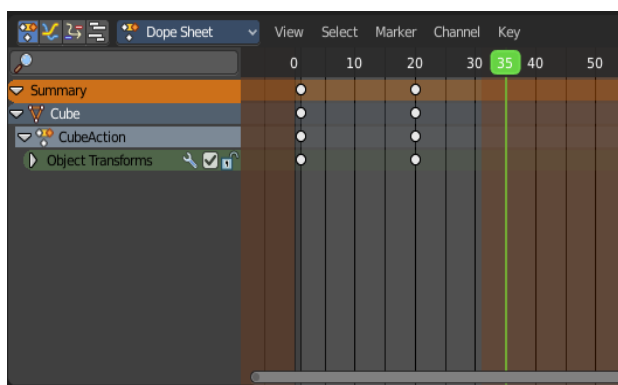 Dope Sheet View Select Marker Channel Key
0 10 20 30 35 40 50
Summary
Cube
CubeAction
Object Transforms